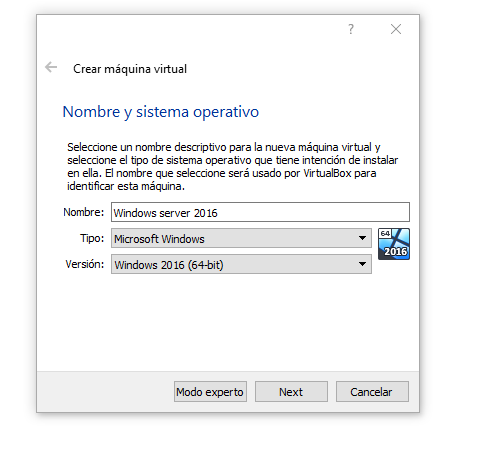 ?
Crear máquina virtual
Nombre y sistema operativo
Seleccione un nombre descriptivo para la nueva máquina virtual y
seleccione el tipo de sistema operativo que tiene intención de instalar
en ella. El nombre que seleccione será usado por VirtualBox para
identificar esta máquina.
Nombre: Windows server 2016
Tipo: Microsoft Windows
64
2016
Versión: Windows 2016 (64-bit)
Modo experto Next Cancelar